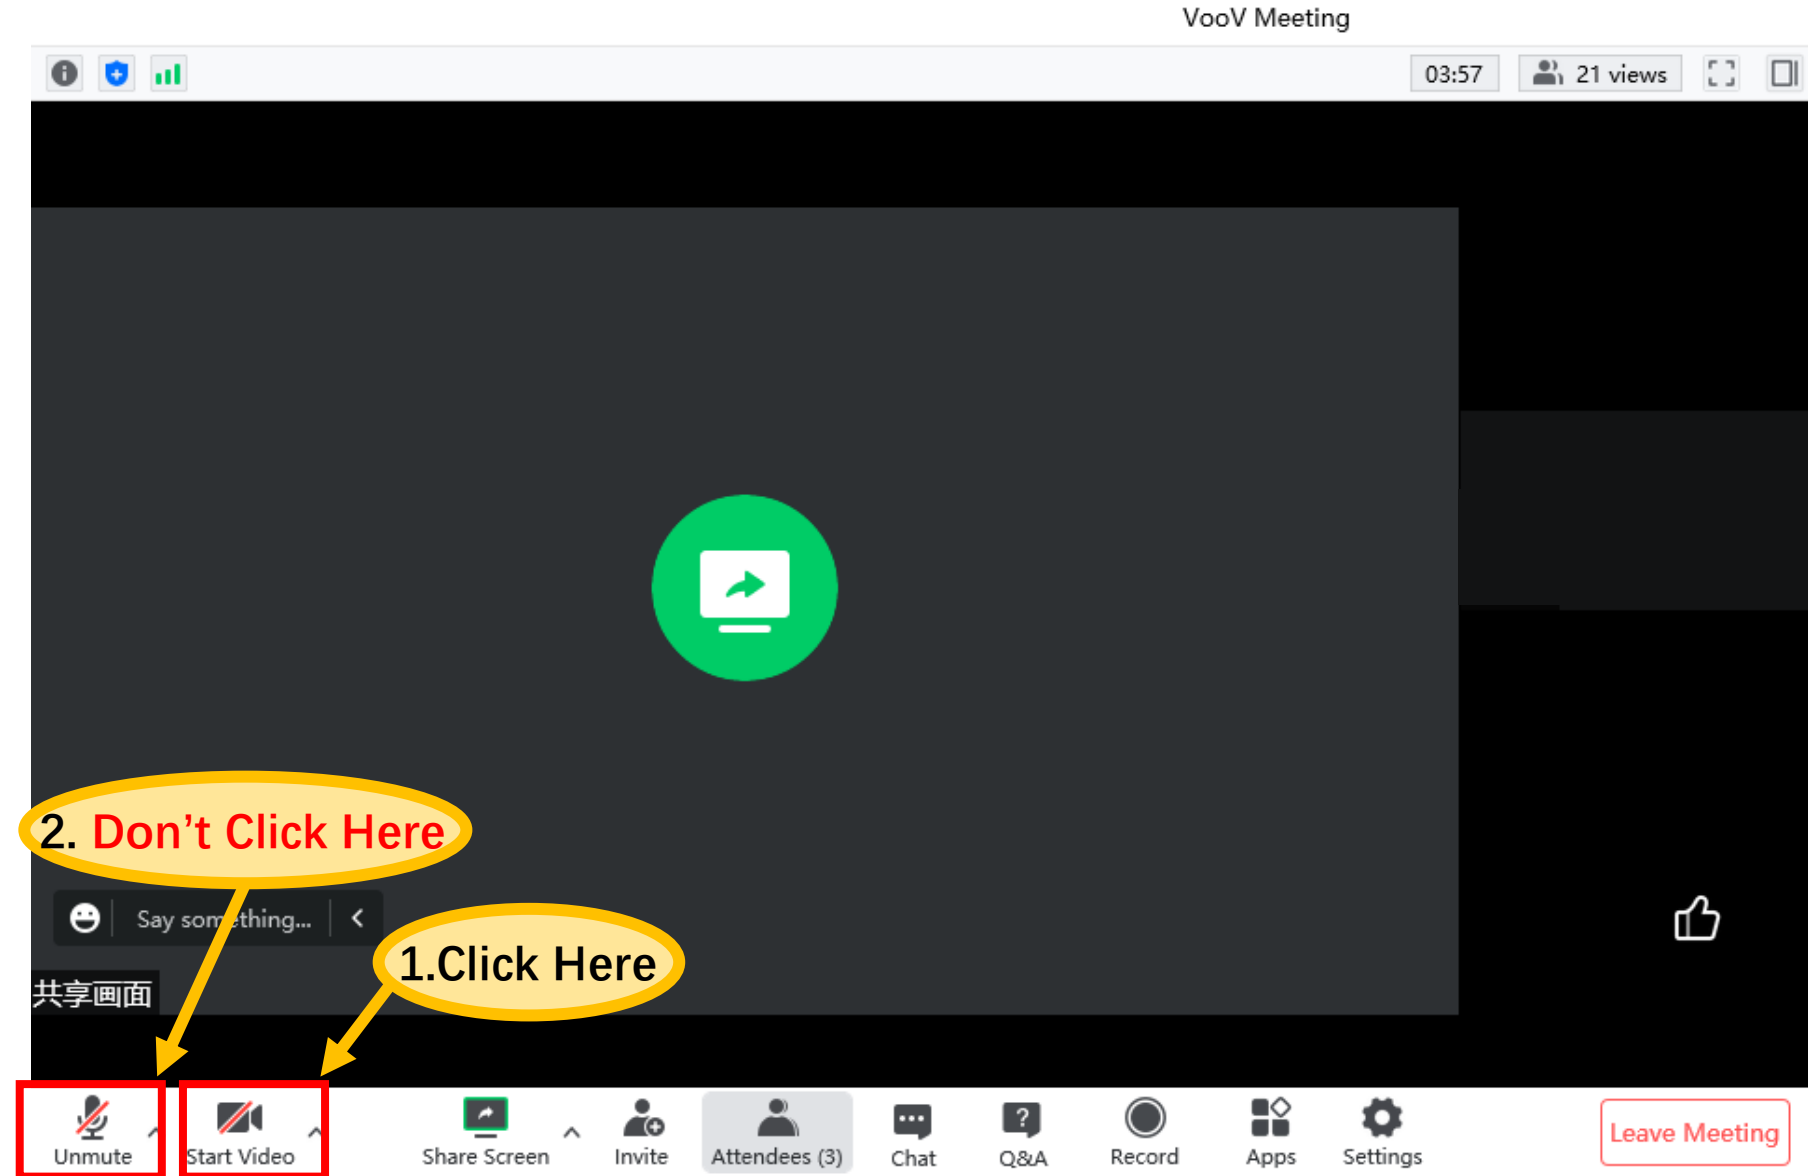 VooV Meeting
03:57
21 views
2. Don’t Click Here
Say something...
1.Click Here
共享画面
Unmute
Start Video
Share Screen
Invite
Attendees (3)
Chat
Q&A
Record
Apps
Settings
Leave Meeting